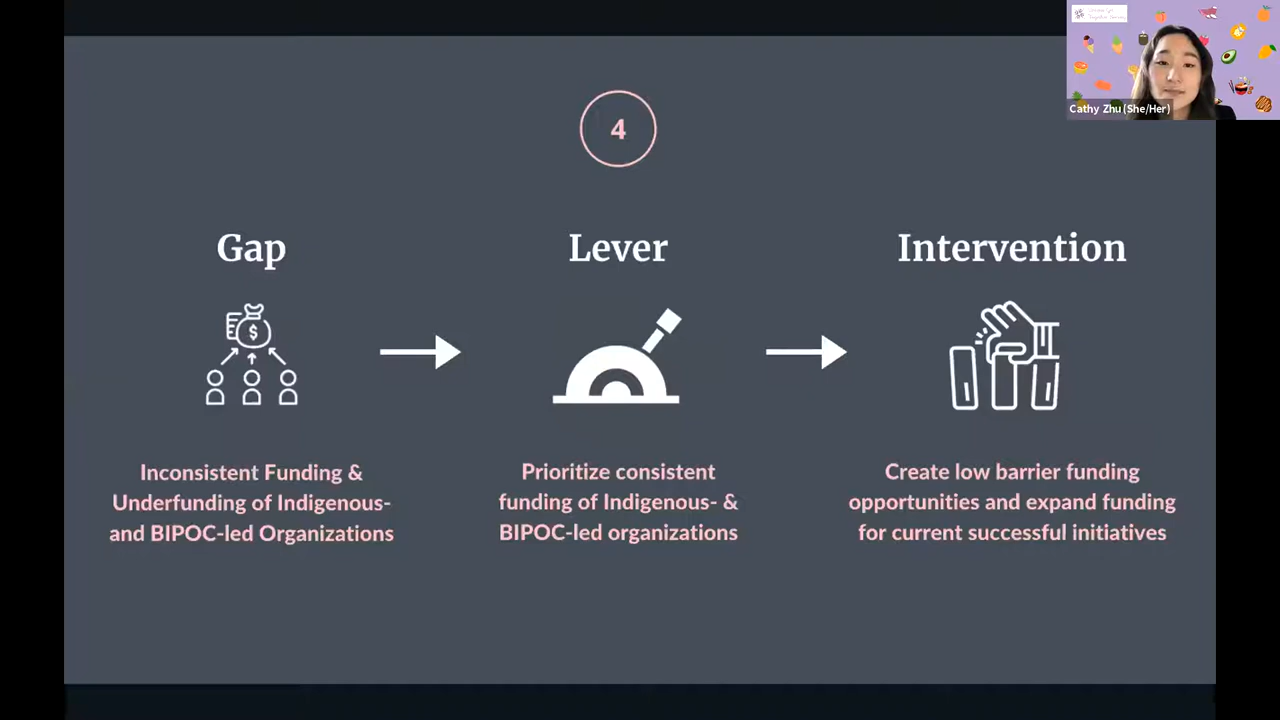 Cathy Zhu (She/Her)
4
Gap
Lever
Intervention
$
Inconsistent Funding &
Underfunding of Indigenous-
and BIPOC-led Organizations
Prioritize consistent
funding of Indigenous- &
BIPOC-led organizations
Create low barrier funding
opportunities and expand funding
for current successful initiatives